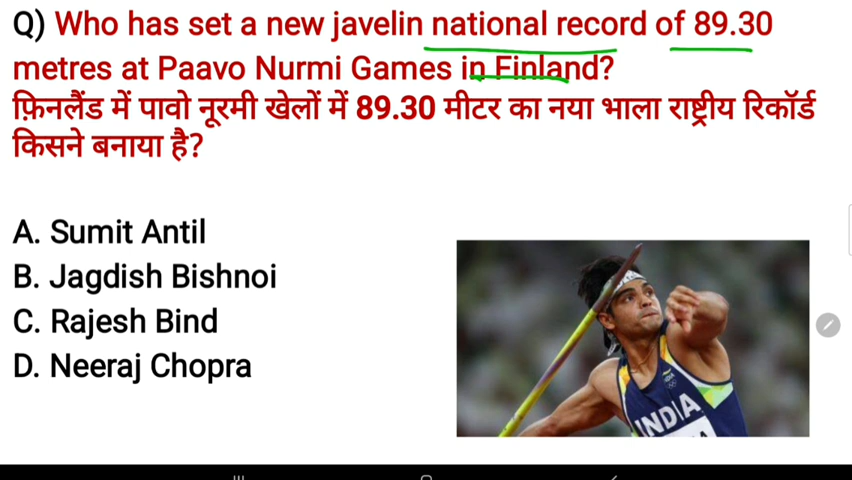 Q) Who has set a new javelin national record of 89.30
metres at Paavo Nurmi Games in Finland?
फ़िनलैंड में पावो नूरमी खेलों में 89.30 मीटर का नया भाला राष्ट्रीय रिकॉर्ड
किसने बनाया है?
A. Sumit Antil
B. Jagdish Bishnoi
C. Rajesh Bind
D. Neeraj Chopra
INDIA